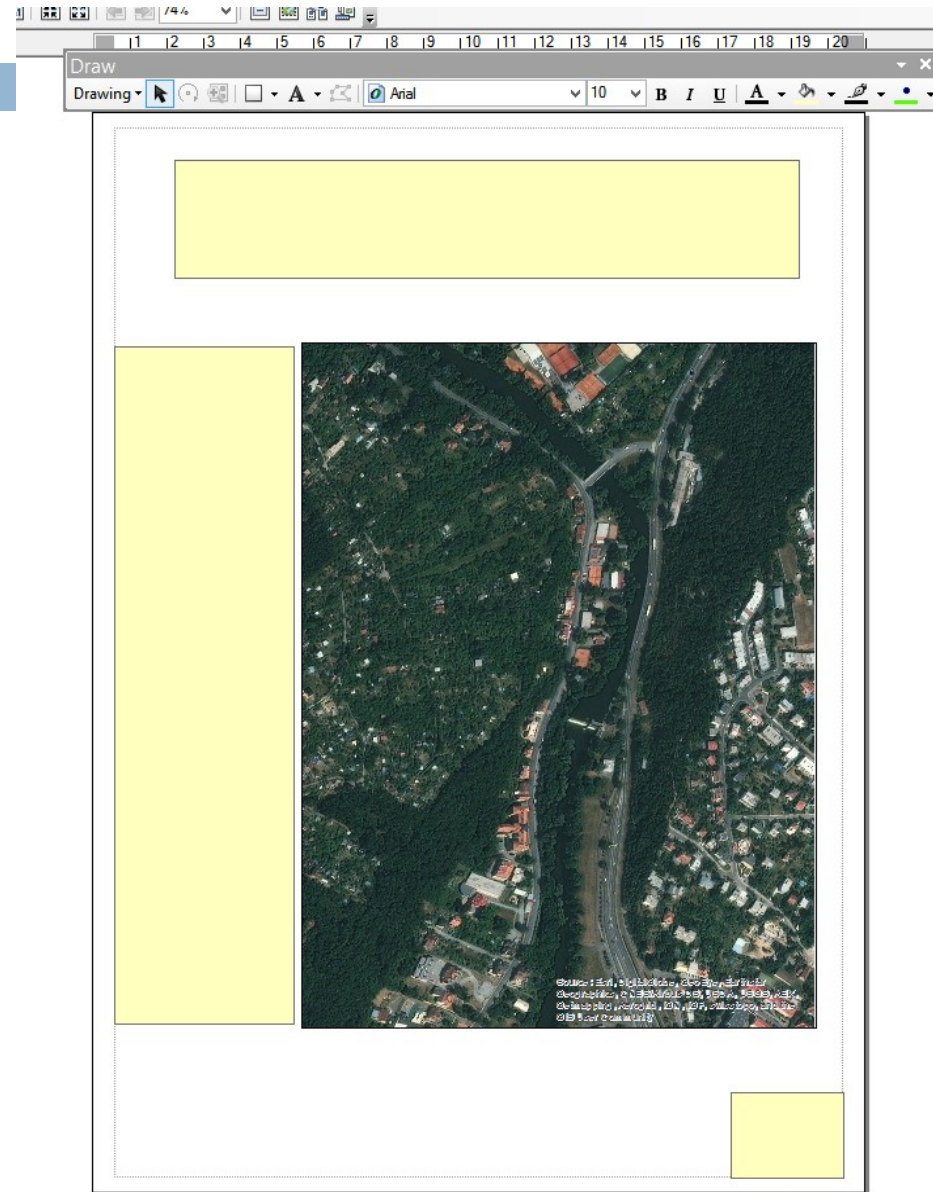 74%
1 2 3 4 5 6 7 8 9 10 11 12 13 14 15 16 17 18 19 20
Draw
Drawing A Arial 10 B I U A
Source: Esri, DigitalGlobe, GeoEye, Earthstar
Geographics, CNES/Airbus DS, USDA, USGS, AEX,
Getmapping, Aerogrid, IGN, IGP, swisstopo, and the
GIS User Community